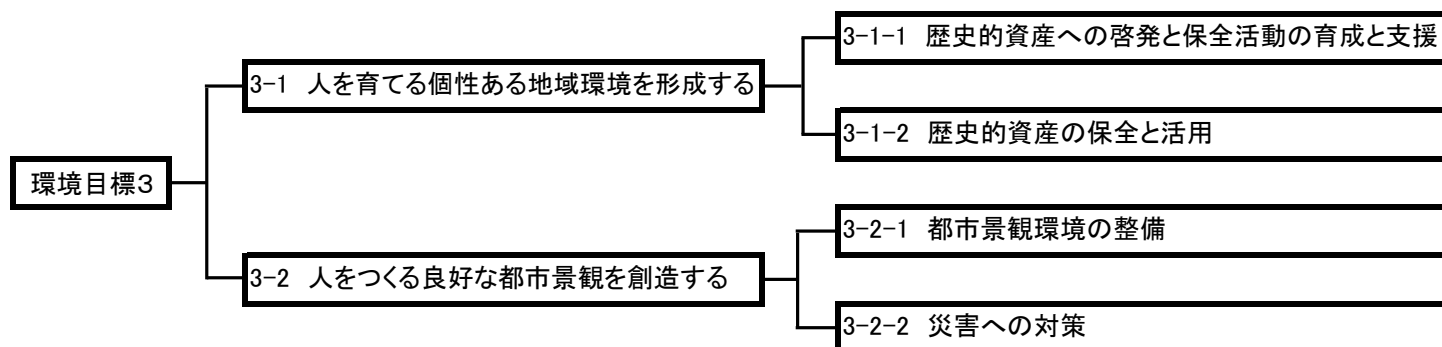 3-1-1 歴史的資産への啓発と保全活動の育成と支援
3-1 人を育てる個性ある地域環境を形成する
3-1-2 歴史的資産の保全と活用
環境目標3
3-2-1 都市景観環境の整備
3-2 人をつくる良好な都市景観を創造する
3-2-2 災害への対策